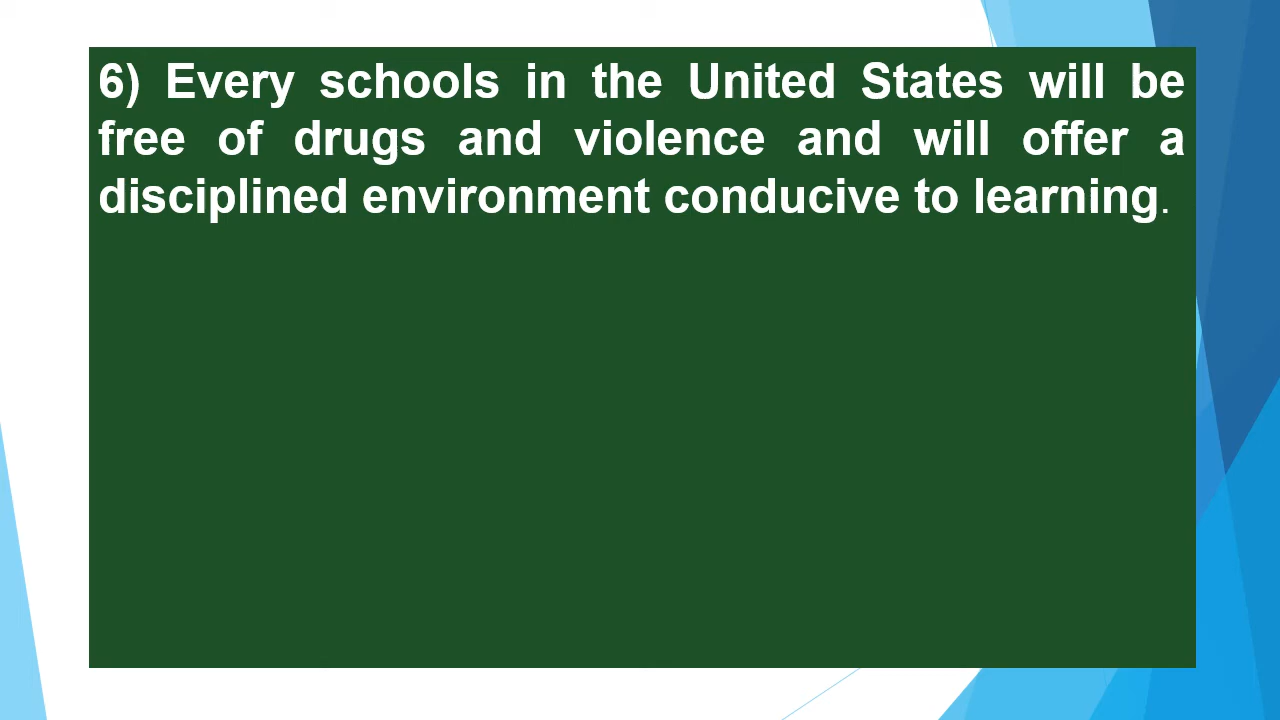 6) Every schools in the United States will be
free of drugs and violence and will offer a
disciplined environment conducive to learning.